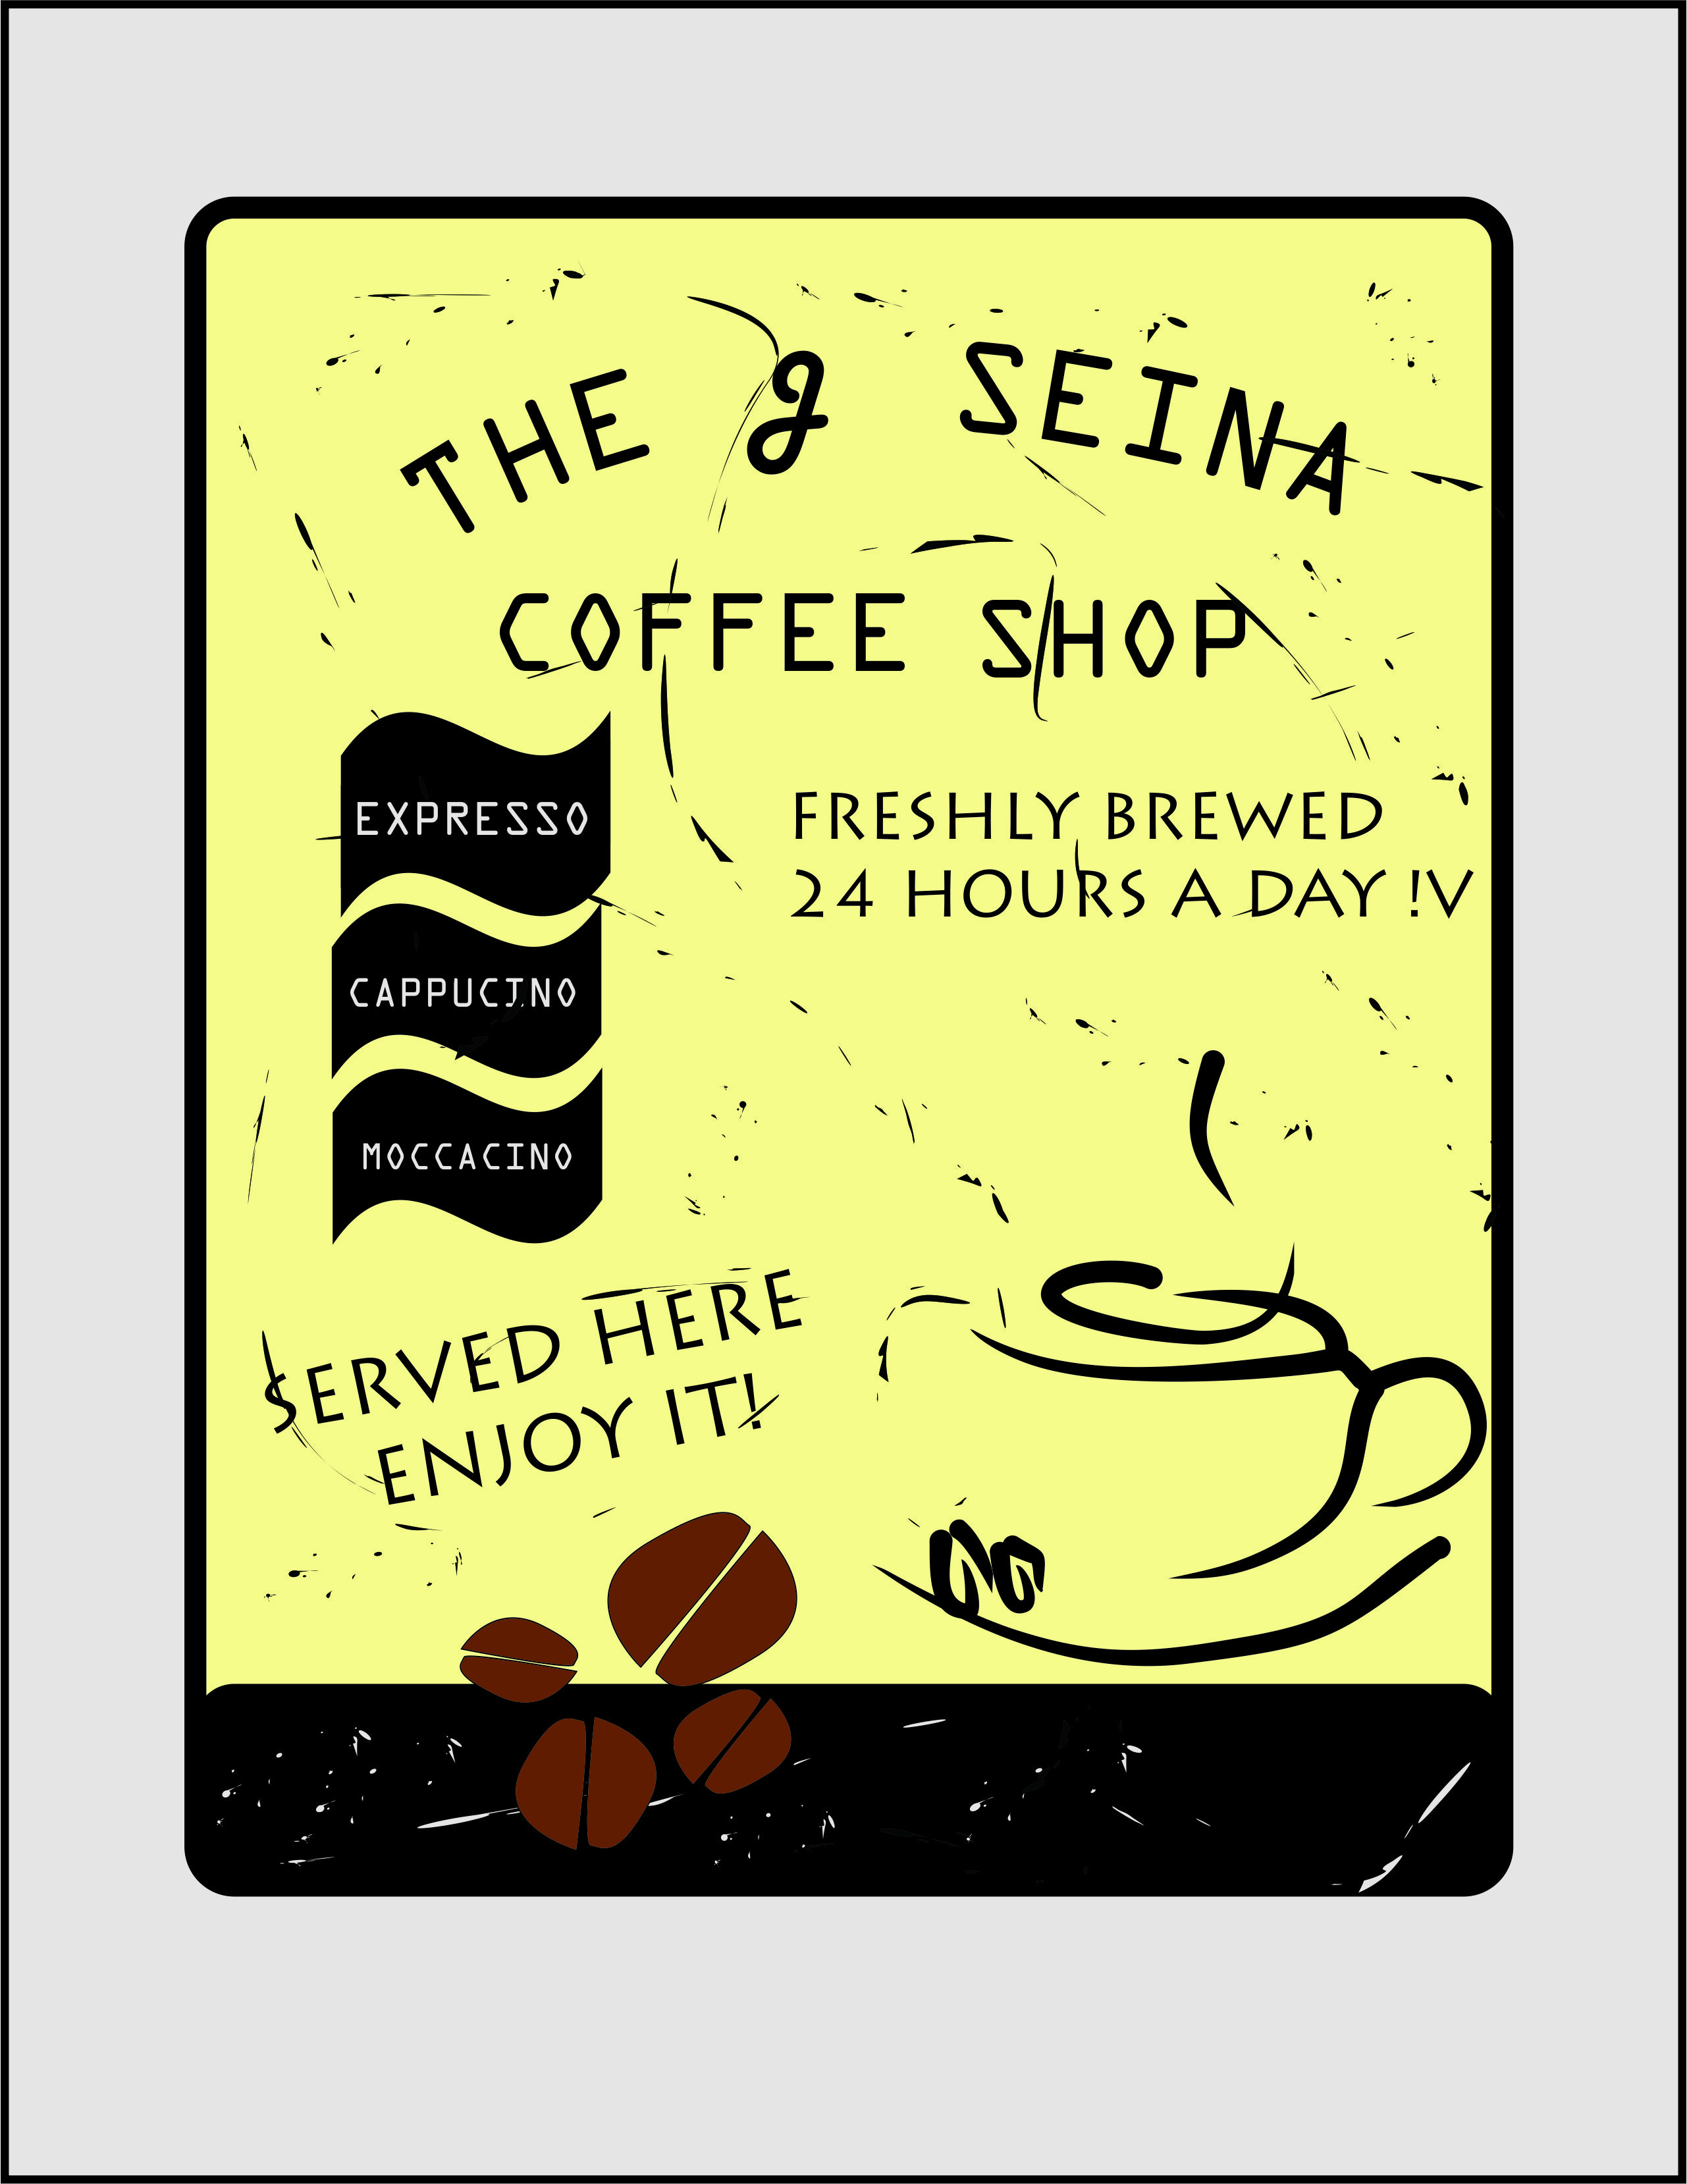 THE & SEINA
COFFEE SHOP
EXPRESSO
CAPPUCINO
MOCCACINO
FRESHLY BREWED
24 HOURS A DAY !V
SERVED HERE
ENJOY IT!